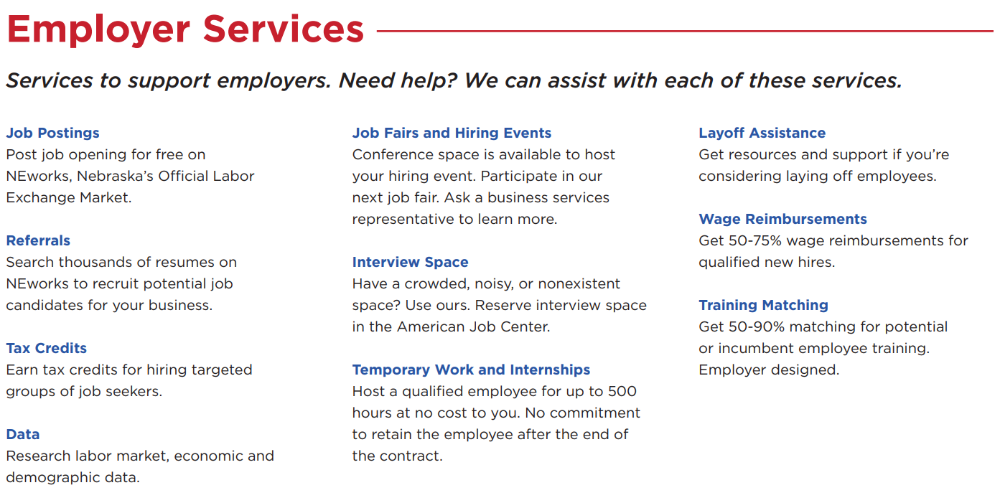 Employer Services
Services to support employers. Need help? We can assist with each of these services.
Job Postings
Post job opening for free on
NEworks, Nebraska's Official Labor
Exchange Market.
Referrals
Search thousands of resumes on
NEworks to recruit potential job
candidates for your business.
Tax Credits
Earn tax credits for hiring targeted
groups of job seekers.
Data
Research labor market, economic and
demographic data.
Job Fairs and Hiring Events
Conference space is available to host
your hiring event. Participate in our
next job fair. Ask a business services
representative to learn more.
Interview Space
Have a crowded, noisy, or nonexistent
space? Use ours. Reserve interview space
in the American Job Center.
Temporary Work and Internships
Host a qualified employee for up to 500
hours at no cost to you. No commitment
to retain the employee after the end of
the contract.
Layoff Assistance
Get resources and support if you're
considering laying off employees.
Wage Reimbursements
Get 50-75% wage reimbursements for
qualified new hires.
Training Matching
Get 50-90% matching for potential
or incumbent employee training.
Employer designed.